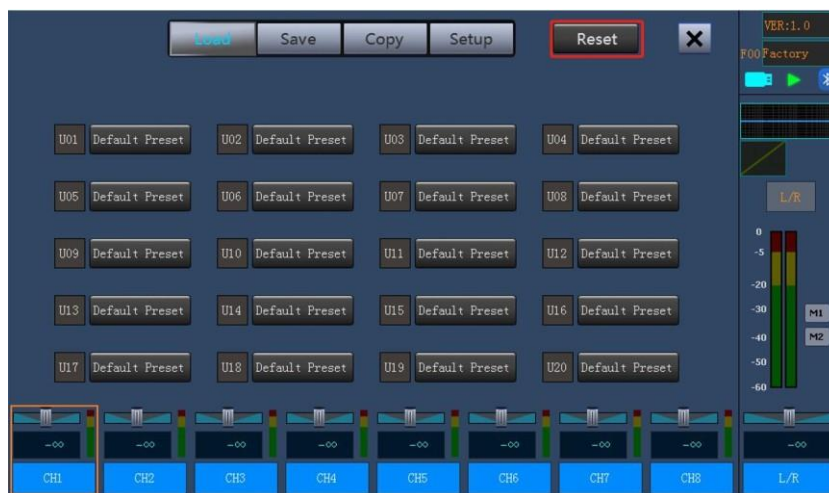 Load Save Copy Setup Reset X
VER:1.0
F00Factory
U01 Default Preset U02 Default Preset U03 Default Preset U04 Default Preset
U05 Default Preset U06 Default Preset U07 Default Preset U08 Default Preset
U09 Default Preset U10 Default Preset U11 Default Preset U12 Default Preset
U13 Default Preset U14 Default Preset U15 Default Preset U16 Default Preset
U17 Default Preset U18 Default Preset U19 Default Preset U20 Default Preset
L/R
0
-5
-20
-30 M1
-40 M2
-50
-60
-∞ -∞ -∞ -∞ -∞ -∞ -∞ -∞ -∞
CH1 CH2 CH3 CH4 CH5 CH6 CH7 CH8 L/R